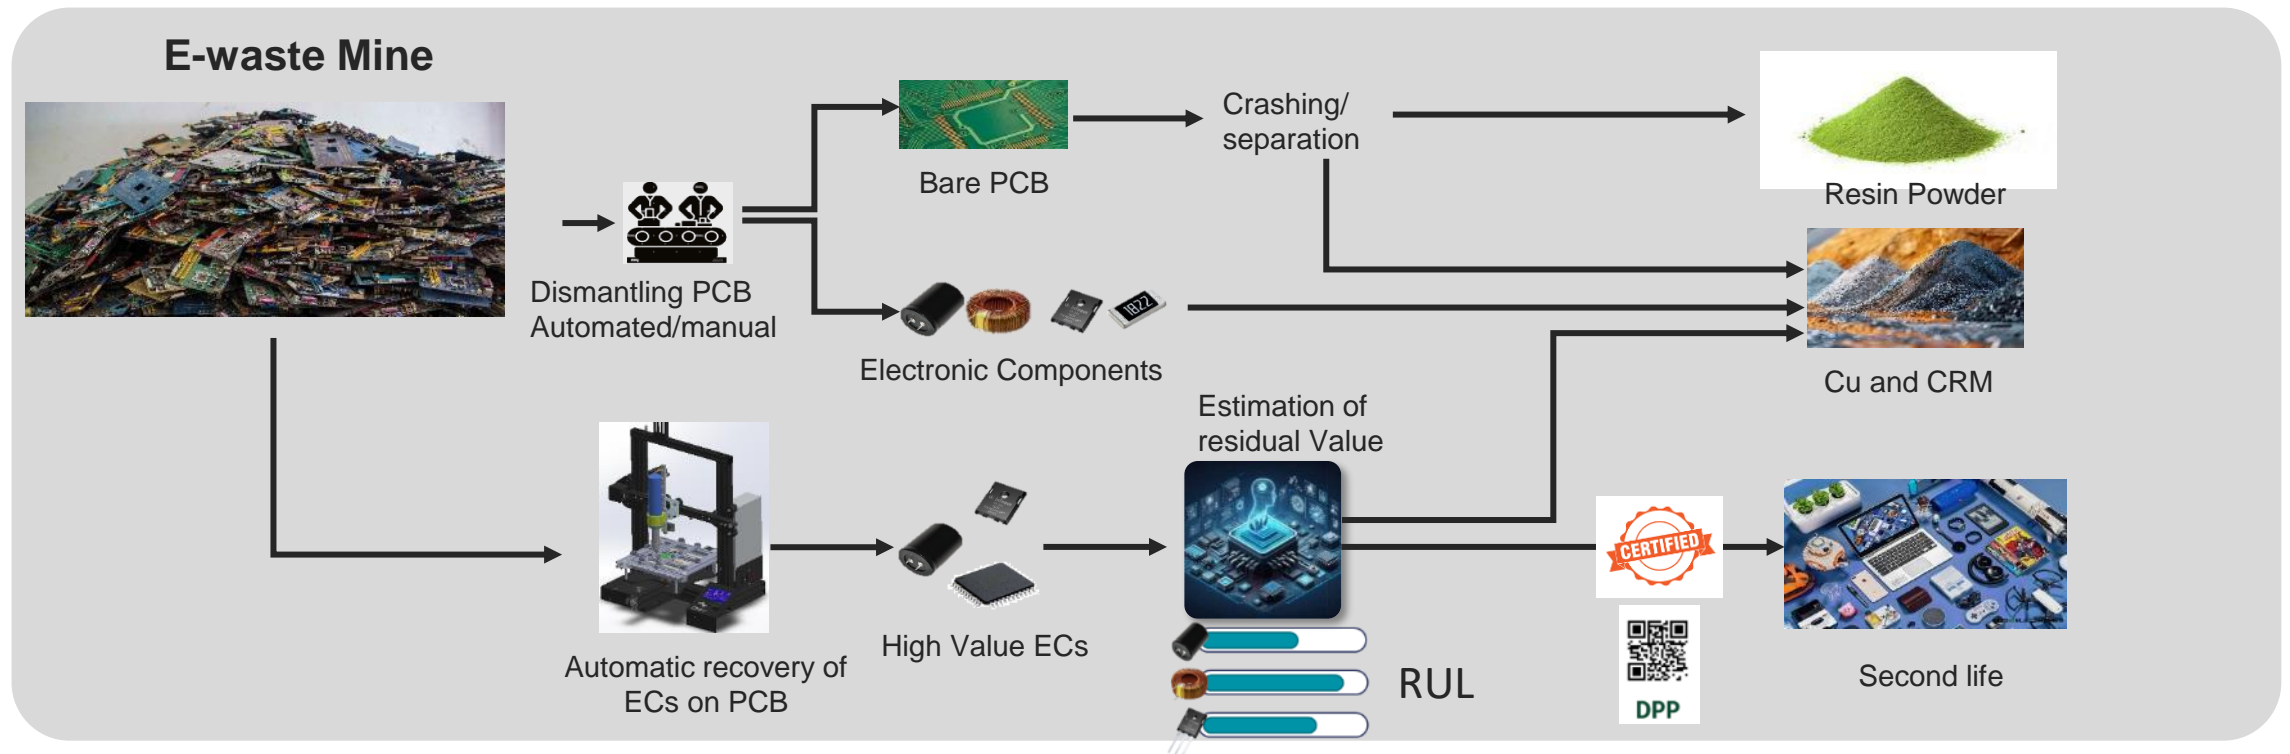 E-waste Mine
Dismantling PCB
Automated/manual
Bare PCB
Crashing/
separation
Resin Powder
1822
Electronic Components
Cu and CRM
Automatic recovery of
ECs on PCB
High Value ECs
Estimation of
residual Value
RUL
CERTIFIED
DPP
Second life